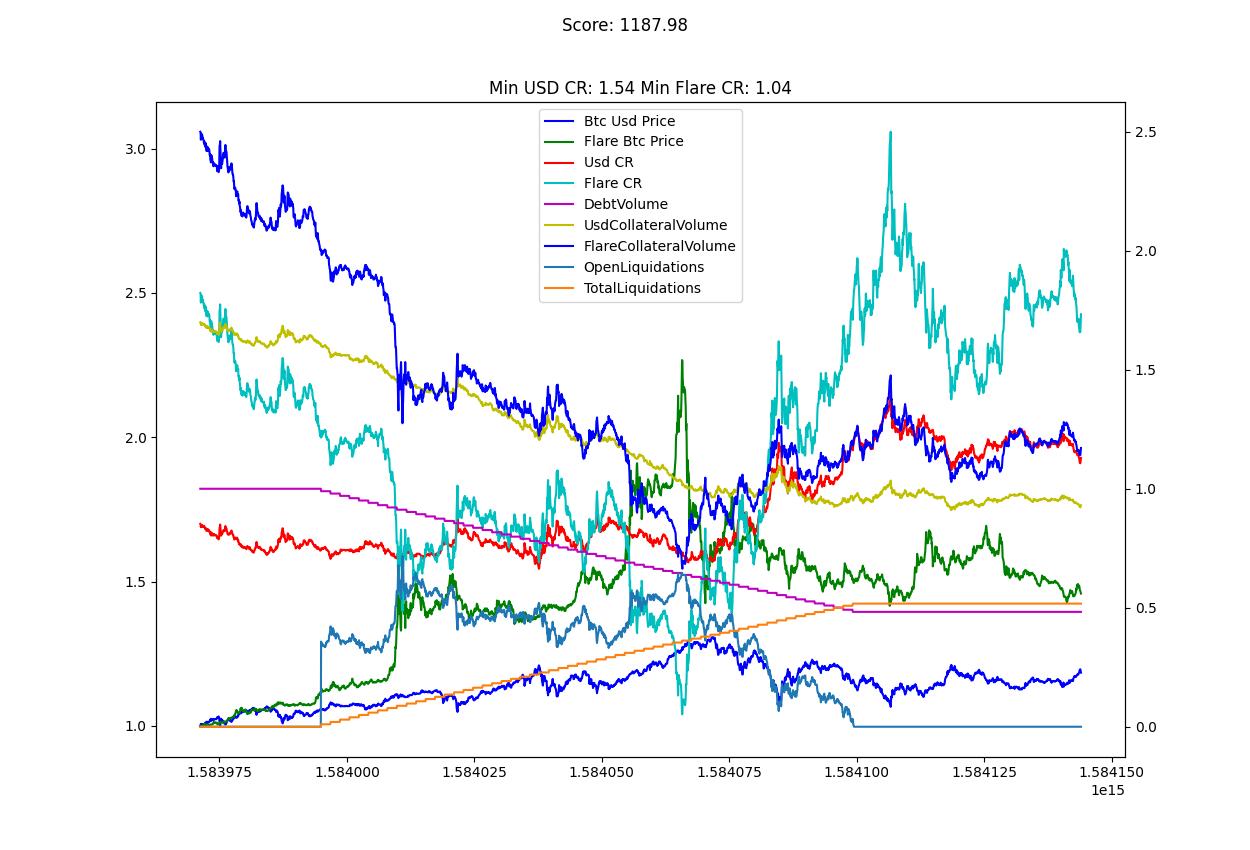 Score: 1187.98
Min USD CR: 1.54 Min Flare CR: 1.04
Btc Usd Price
Flare Btc Price
Usd CR
Flare CR
DebtVolume
UsdCollateralVolume
FlareCollateralVolume
OpenLiquidations
TotalLiquidations
3.0
2.5
2.0
1.5
1.0
2.5
2.0
1.5
1.0
0.5
0.0
1.583975
1.584000
1.584025
1.584050
1.584075
1.584100
1.584125
1.584150
1e15